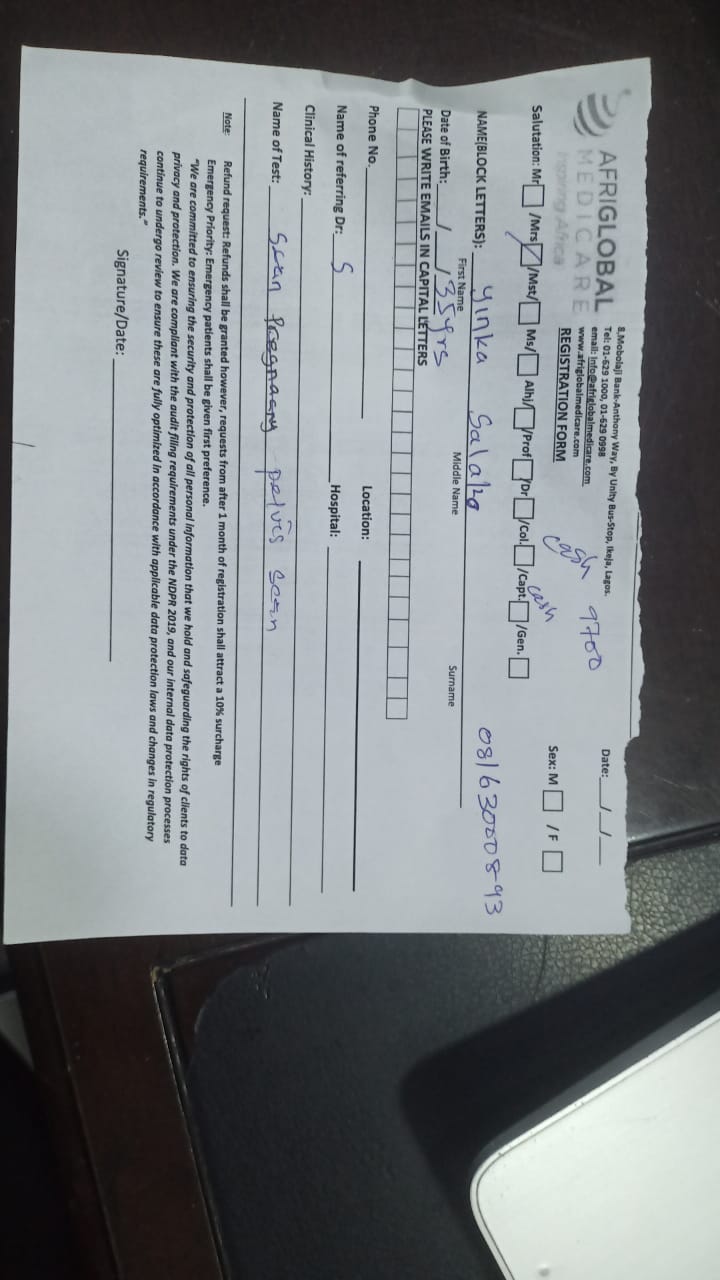 AFRIGLOBAL
MEDICARE
Inspiring Africa
8,Mobolaji Bank-Anthony Way, By Unity Bus-Stop, Ikeja, Lagos.
Tel: 01-629 1000, 01-629 0998
email: Info@afriglobalmedicare.com
www.afriglobalmedicare.com
REGISTRATION FORM
cash 9700
Date: __/__/__
cash
Salutation: Mr /Mrs /Mst/ Ms/ Alhj/ /Prof /Dr /Col. /Capt. /Gen.
Sex: M / F
NAME(BLOCK LETTERS): Yinka Salako 08163000893
First Name Middle Name Surname
Date of Birth: __/__/35yrs
PLEASE WRITE EMAILS IN CAPITAL LETTERS
Phone No. Location:
Name of referring Dr: S Hospital:
Clinical History:
Name of Test: Scan Pregnancy pelvis scan
Note: Refund request: Refunds shall be granted however, requests from after 1 month of registration shall attract a 10% surcharge
Emergency Priority: Emergency patients shall be given first preference.
"We are committed to ensuring the security and protection of all personal information that we hold and safeguarding the rights of clients to data
privacy and protection. We are compliant with the audit filing requirements under the NDPR 2019, and our internal data protection processes
continue to undergo review to ensure these are fully optimized in accordance with applicable data protection laws and changes in regulatory
requirements."
Signature/Date: